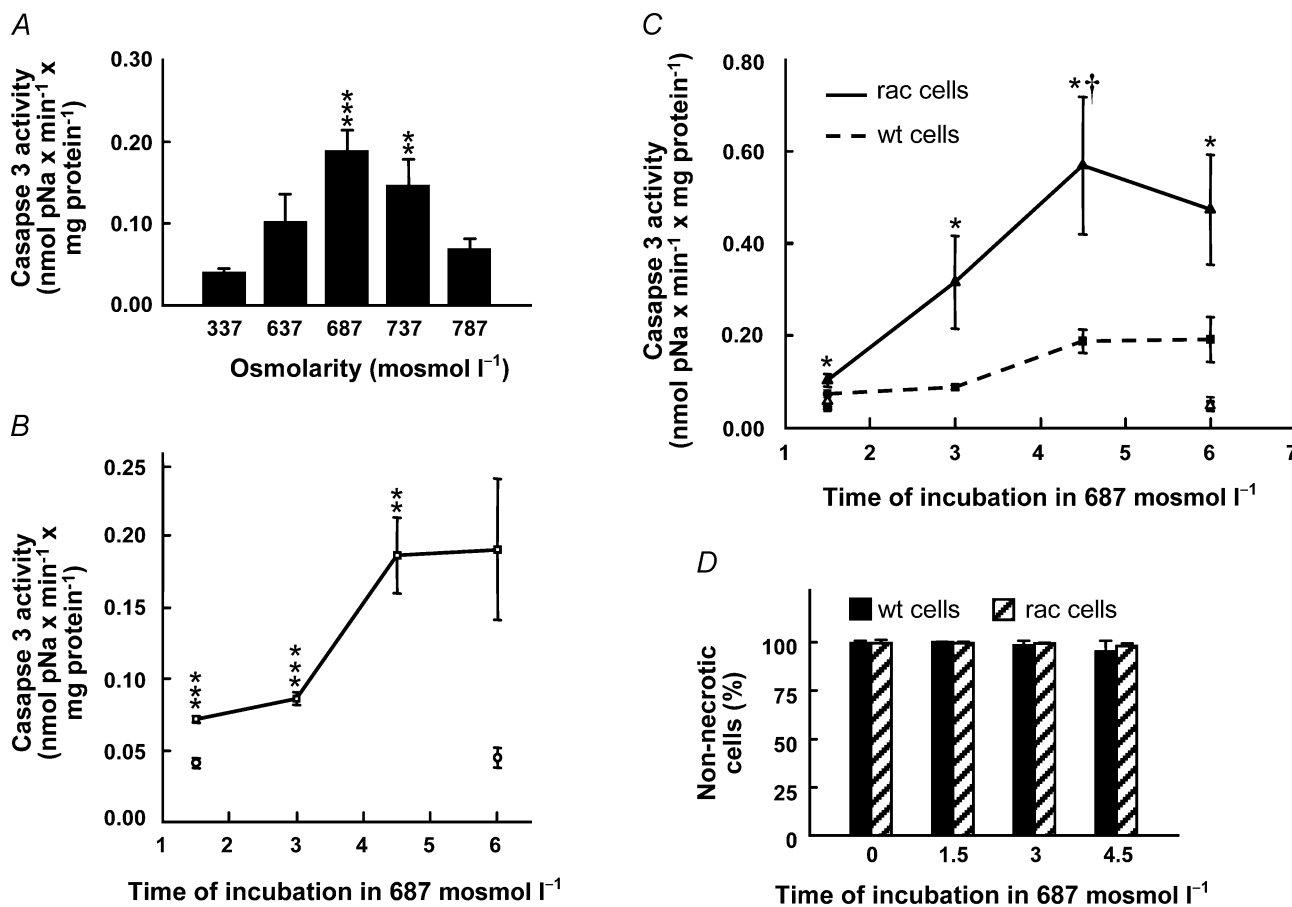 A
Casapse 3 activity
(nmol pNa x min⁻¹ x
mg protein⁻¹)
0.30
0.20
0.10
0.00
***
**
337 637 687 737 787
Osmolarity (mosmol l⁻¹)
B
Casapse 3 activity
(nmol pNa x min⁻¹ x
mg protein⁻¹)
0.25
0.20
0.15
0.10
0.05
0.00
***
***
**
1 2 3 4 5 6
Time of incubation in 687 mosmol l⁻¹
C
Casapse 3 activity
(nmol pNa x min⁻¹ x mg protein⁻¹)
0.80
0.60
0.40
0.20
0.00
rac cells
wt cells
*
*
*†
*
1 2 3 4 5 6 7
Time of incubation in 687 mosmol l⁻¹
D
Non-necrotic
cells (%)
wt cells rac cells
100
75
50
25
0
0 1.5 3 4.5
Time of incubation in 687 mosmol l⁻¹